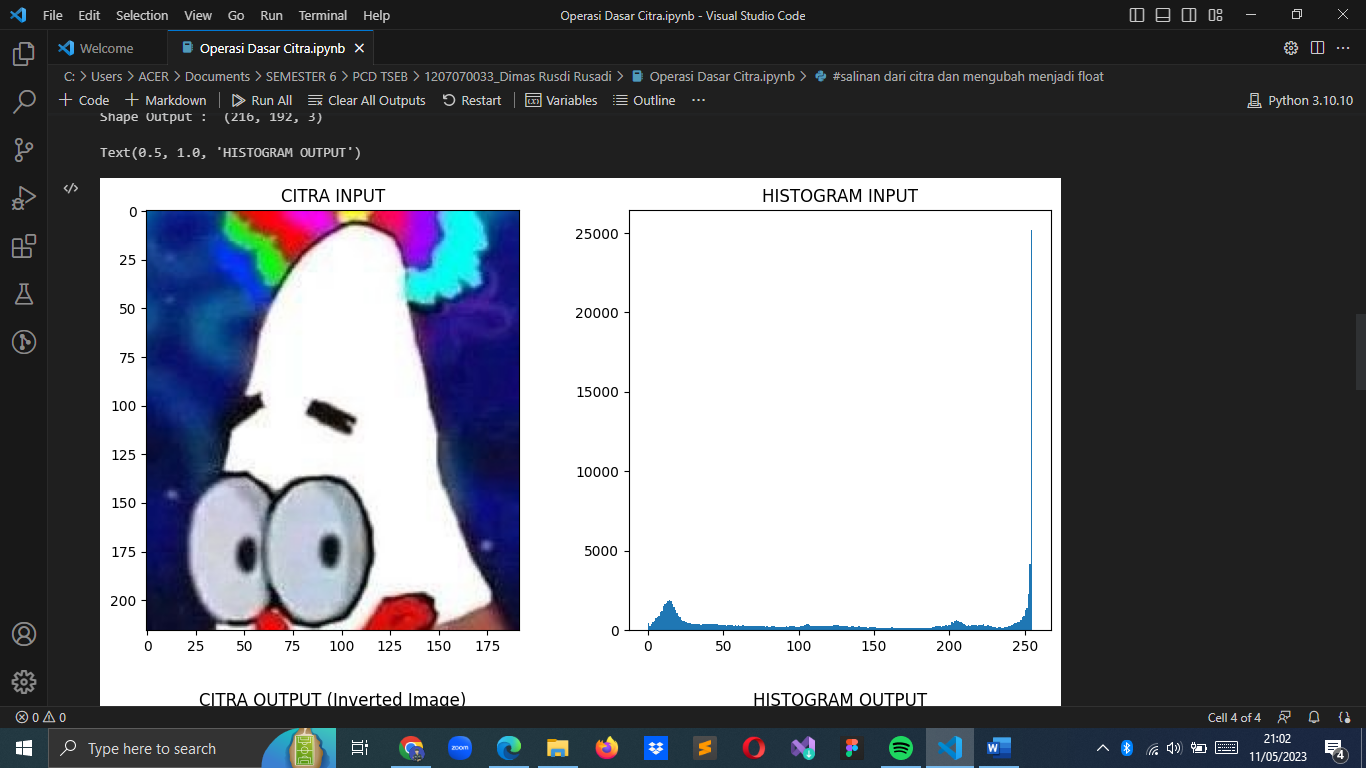 File Edit Selection View Go Run Terminal Help
Operasi Dasar Citra.ipynb - Visual Studio Code
Welcome
Operasi Dasar Citra.ipynb
C: > Users > ACER > Documents > SEMESTER 6 > PCD TSEB > 1207070033_Dimas Rusdi Rusadi > Operasi Dasar Citra.ipynb > #salinan dari citra dan mengubah menjadi float
+ Code + Markdown Run All Clear All Outputs Restart Variables Outline ...
Python 3.10.10
Shape Output : (216, 192, 3)
Text(0.5, 1.0, 'HISTOGRAM OUTPUT')
CITRA INPUT
0
25
50
75
100
125
150
175
200
0 25 50 75 100 125 150 175
HISTOGRAM INPUT
25000
20000
15000
10000
5000
0
0 50 100 150 200 250
CITRA OUTPUT (Inverted Image)
HISTOGRAM OUTPUT
0 0
Cell 4 of 4
Type here to search
zoom
21:02
11/05/2023
4